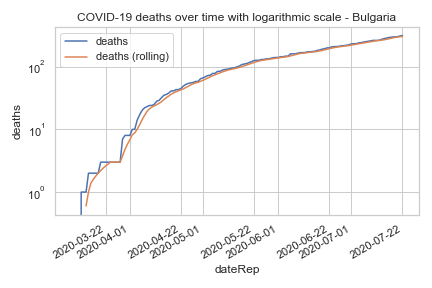 COVID-19 deaths over time with logarithmic scale - Bulgaria
deaths
deaths (rolling)
deaths
10²
10¹
10⁰
2020-03-22
2020-04-01
2020-04-22
2020-05-01
2020-05-22
2020-06-01
2020-06-22
2020-07-01
2020-07-22
dateRep